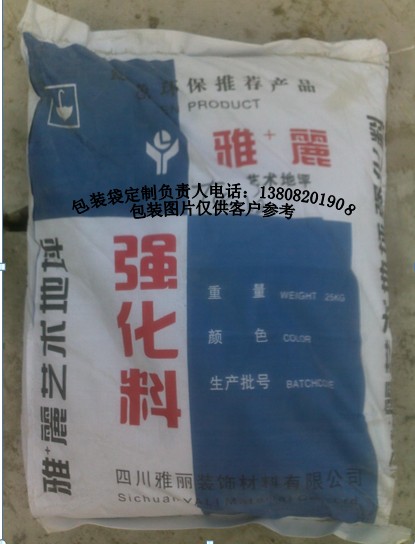 环保推荐产品
PRODUCT
雅+麗
艺术地坪
包装袋定制负责人电话：13808201908
包装图片仅供客户参考
强化料
重 量 WEIGHT 25KG
颜 色 COLOR
生产批号 BATCHCODE
雅+麗艺术地坪
四川雅丽装饰材料有限公司
Sichuan